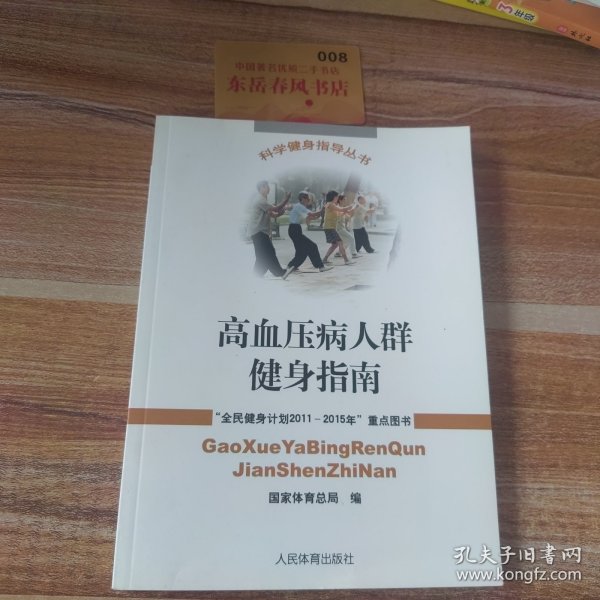 3年级
008
中国著名优质二手书店
东岳春风书店
科学健身指导丛书
高血压病人群
健身指南
“全民健身计划2011－2015年”重点图书
GaoXueYaBingRenQun
JianShenZhiNan
国家体育总局 编
人民体育出版社
孔夫子旧书网
www.kongfz.com